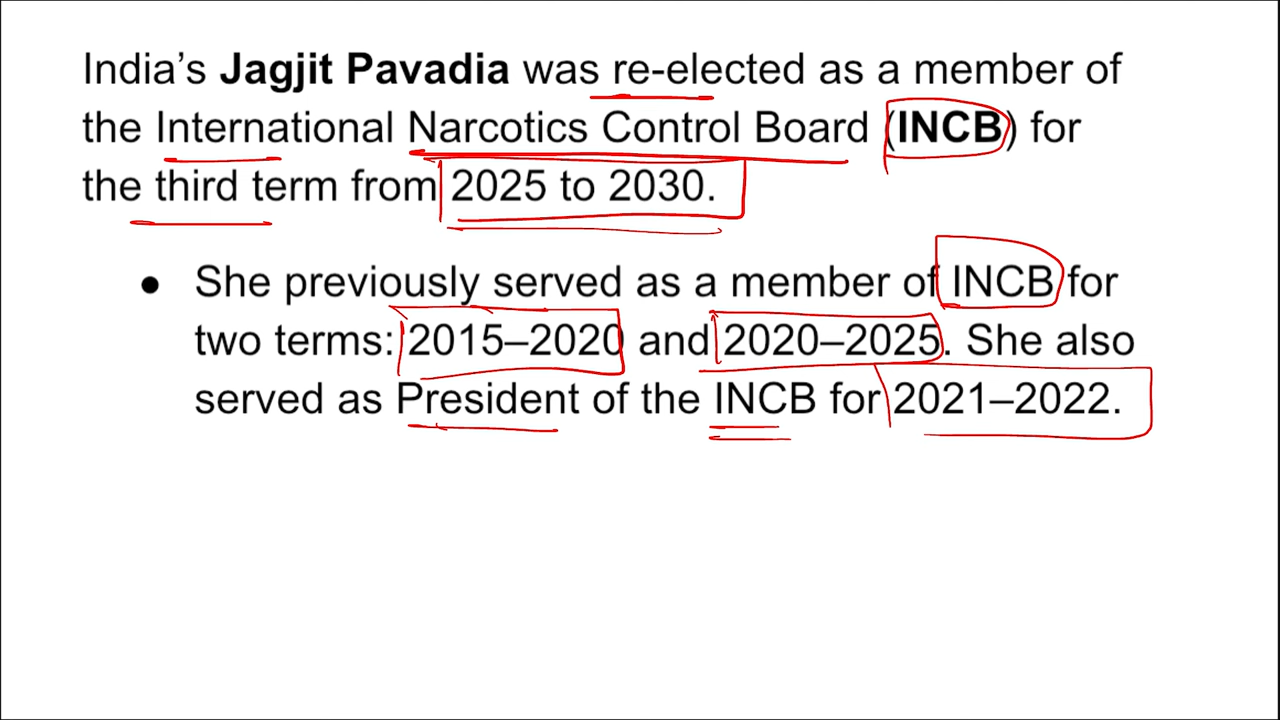 India’s Jagjit Pavadia was re-elected as a member of
the International Narcotics Control Board (INCB) for
the third term from 2025 to 2030.
● She previously served as a member of INCB for
two terms: 2015–2020 and 2020–2025. She also
served as President of the INCB for 2021–2022.